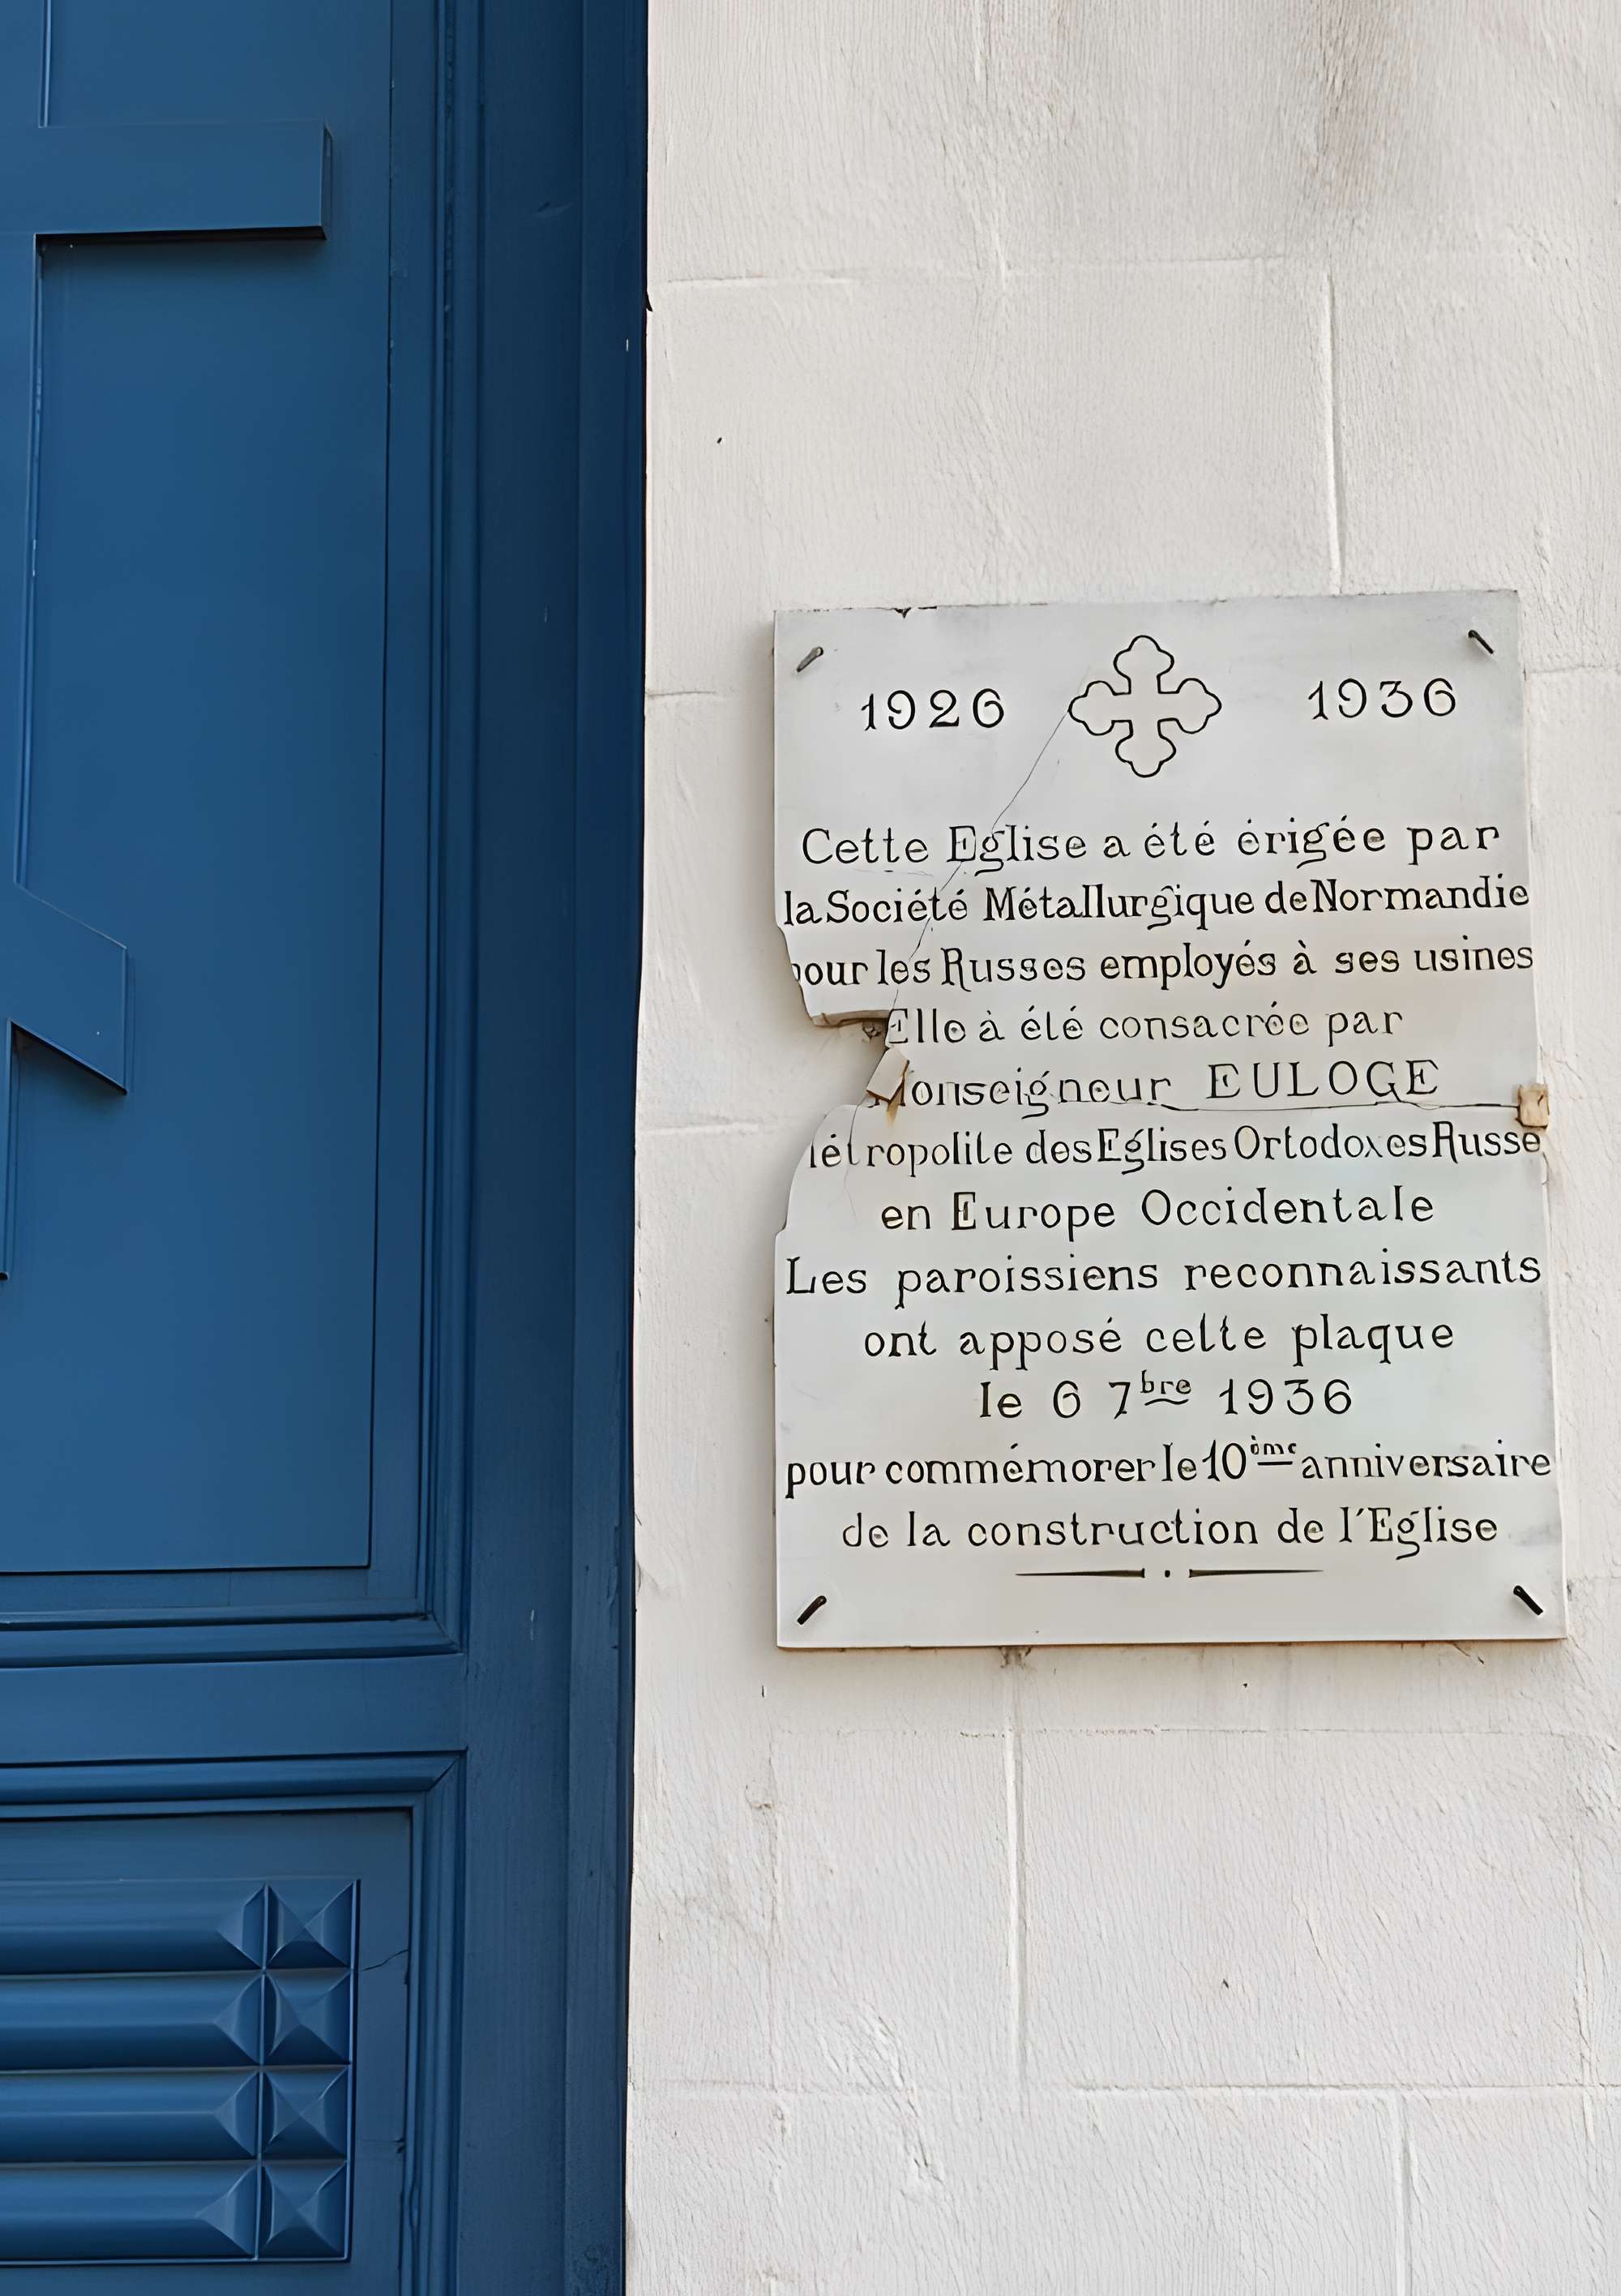 1926 1936
Cette Eglise a été érigée par
la Société Métallurgique de Normandie
pour les Russes employés à ses usines
Elle à été consacrée par
Monseigneur EULOGE
étropolite des Eglises Ortodoxes Russe
en Europe Occidentale
Les paroissiens reconnaissants
ont apposé cette plaque
le 6 7bre 1936
pour commémorer le 10ème anniversaire
de la construction de l'Eglise